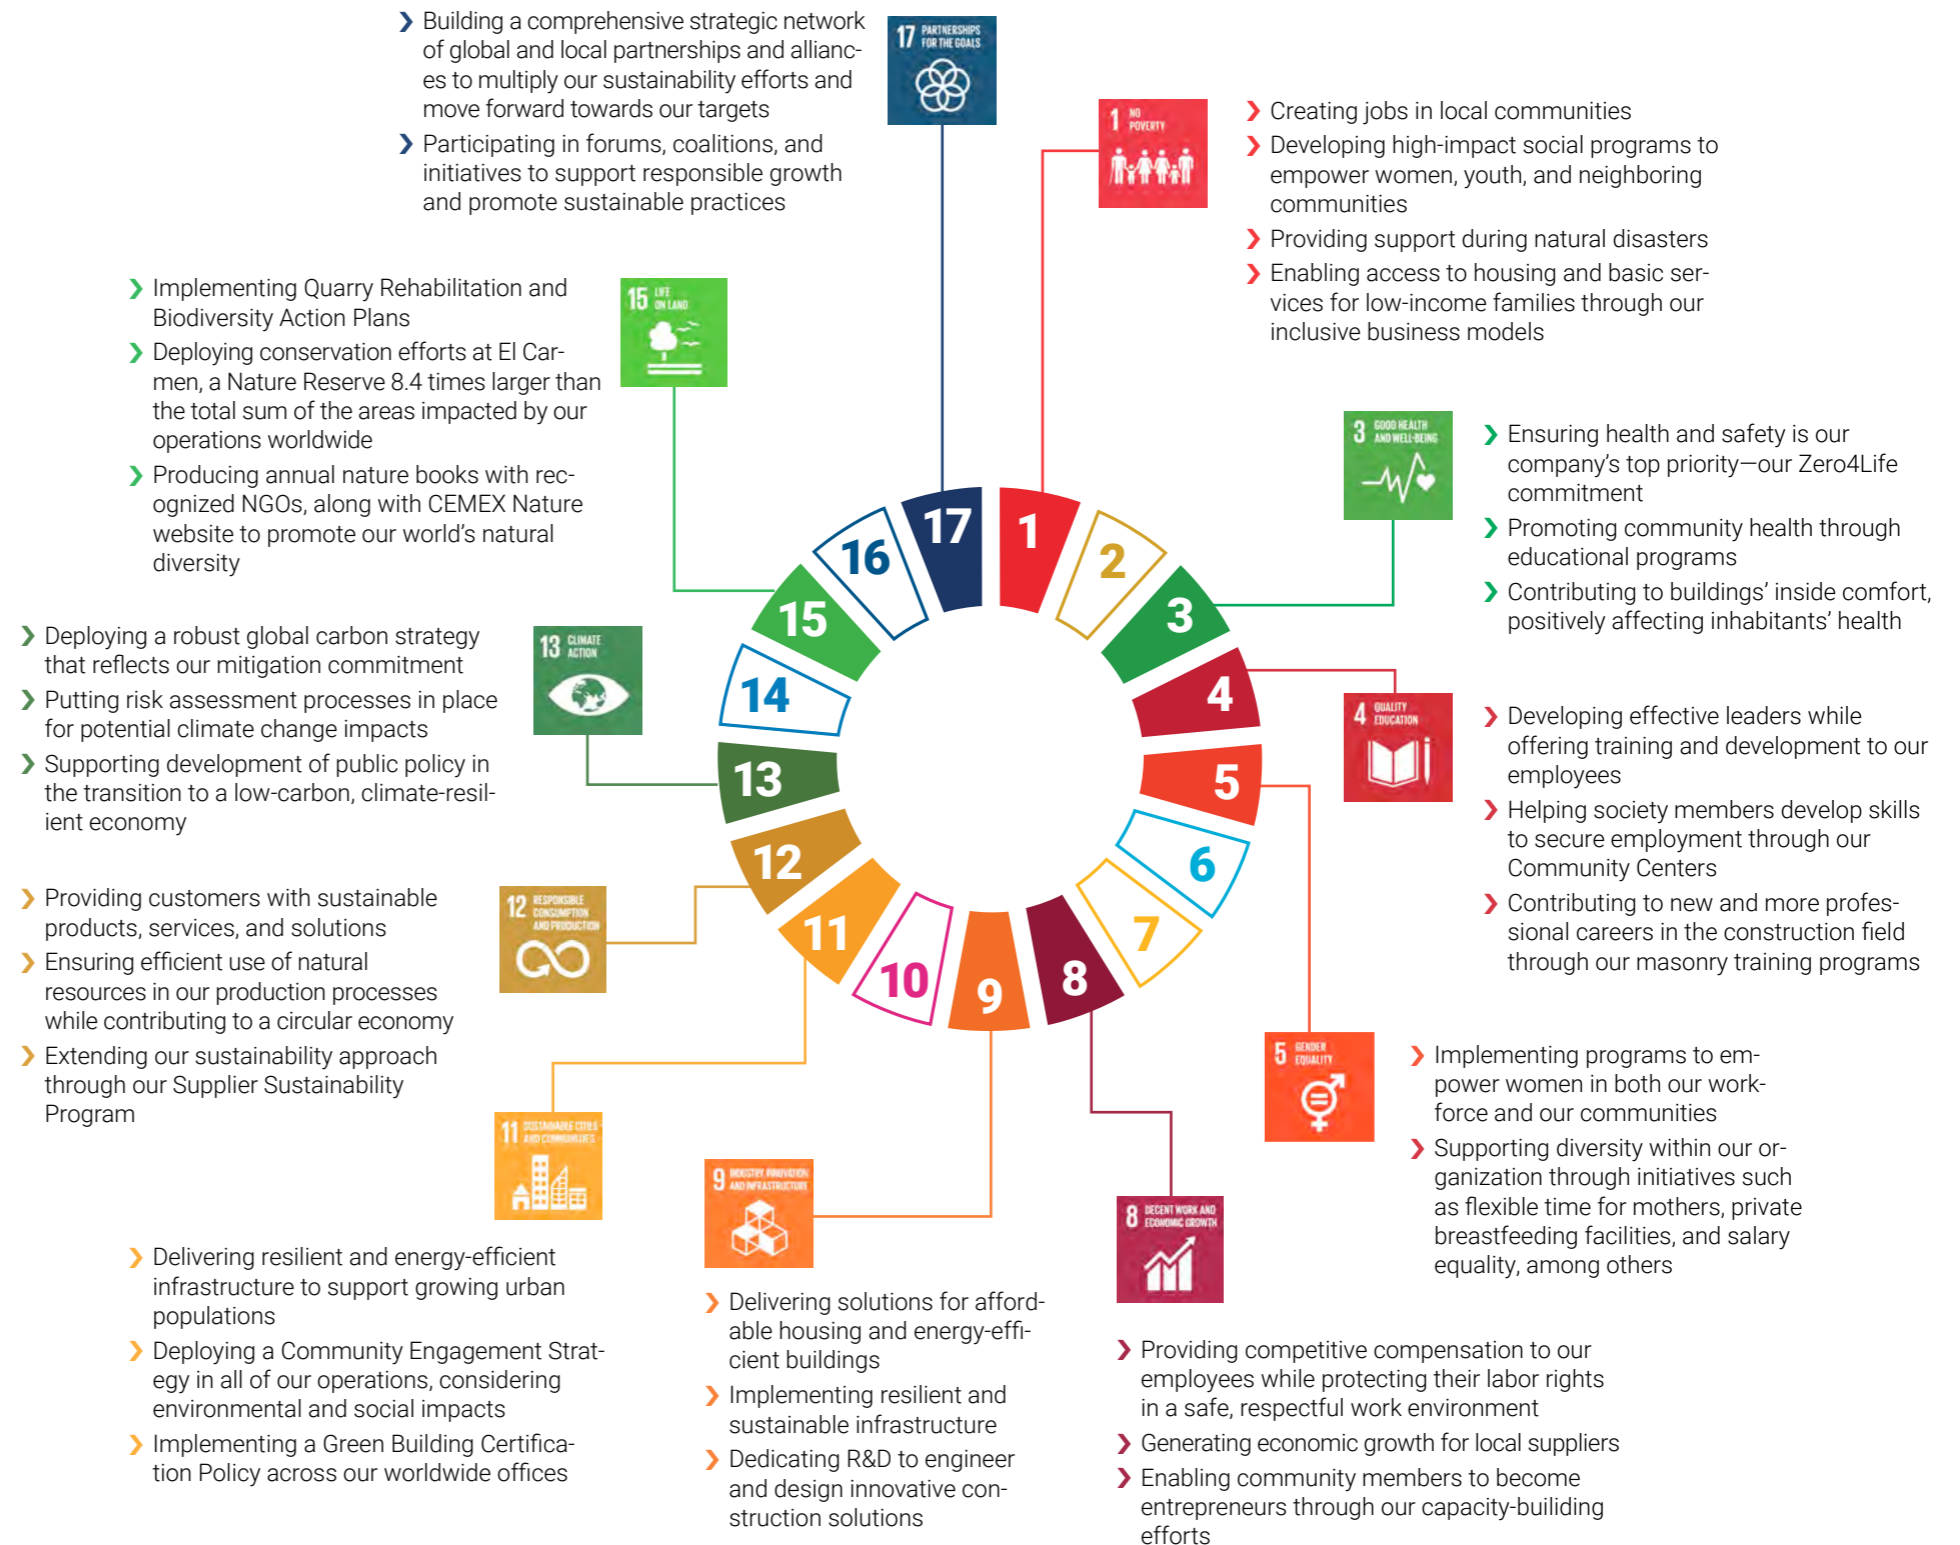 Building a comprehensive strategic network
of global and local partnerships and allianc-
es to multiply our sustainability efforts and
move forward towards our targets
Participating in forums, coalitions, and
initiatives to support responsible growth
and promote sustainable practices
17 PARTNERSHIPS
FOR THE GOALS
1 NO
POVERTY
Creating jobs in local communities
Developing high-impact social programs to
empower women, youth, and neighboring
communities
Providing support during natural disasters
Enabling access to housing and basic ser-
vices for low-income families through our
inclusive business models
Implementing Quarry Rehabilitation and
Biodiversity Action Plans
Deploying conservation efforts at El Car-
men, a Nature Reserve 8.4 times larger than
the total sum of the areas impacted by our
operations worldwide
Producing annual nature books with rec-
ognized NGOs, along with CEMEX Nature
website to promote our world's natural
diversity
15 LIFE
ON LAND
3 GOOD HEALTH
AND WELL-BEING
Ensuring health and safety is our
company's top priority—our Zero4Life
commitment
Promoting community health through
educational programs
Contributing to buildings' inside comfort,
positively affecting inhabitants' health
Deploying a robust global carbon strategy
that reflects our mitigation commitment
Putting risk assessment processes in place
for potential climate change impacts
Supporting development of public policy in
the transition to a low-carbon, climate-resil-
ient economy
13 CLIMATE
ACTION
1
2
3
4
5
6
7
8
9
10
11
12
13
14
15
16
17
4 QUALITY
EDUCATION
Developing effective leaders while
offering training and development to our
employees
Helping society members develop skills
to secure employment through our
Community Centers
Contributing to new and more profes-
sional careers in the construction field
through our masonry training programs
Providing customers with sustainable
products, services, and solutions
Ensuring efficient use of natural
resources in our production processes
while contributing to a circular economy
Extending our sustainability approach
through our Supplier Sustainability
Program
12 RESPONSIBLE
CONSUMPTION
AND PRODUCTION
5 GENDER
EQUALITY
Implementing programs to em-
power women in both our work-
force and our communities
Supporting diversity within our or-
ganization through initiatives such
as flexible time for mothers, private
breastfeeding facilities, and salary
equality, among others
11 SUSTAINABLE CITIES
AND COMMUNITIES
Delivering resilient and energy-efficient
infrastructure to support growing urban
populations
Deploying a Community Engagement Strat-
egy in all of our operations, considering
environmental and social impacts
Implementing a Green Building Certifica-
tion Policy across our worldwide offices
9 INDUSTRY, INNOVATION
AND INFRASTRUCTURE
Delivering solutions for afford-
able housing and energy-effi-
cient buildings
Implementing resilient and
sustainable infrastructure
Dedicating R&D to engineer
and design innovative con-
struction solutions
8 DECENT WORK AND
ECONOMIC GROWTH
Providing competitive compensation to our
employees while protecting their labor rights
in a safe, respectful work environment
Generating economic growth for local suppliers
Enabling community members to become
entrepreneurs through our capacity-building
efforts